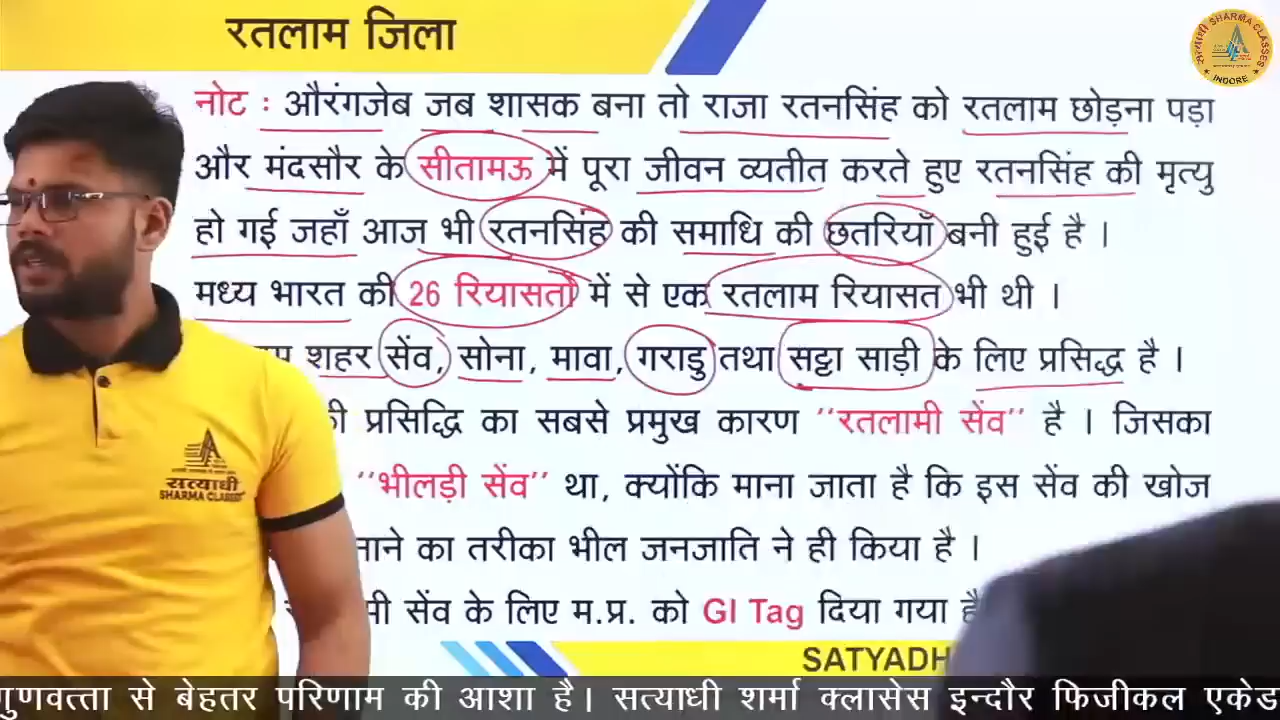 रतलाम जिला
SHARMA CLASSES
INDORE
नोट : औरंगजेब जब शासक बना तो राजा रतनसिंह को रतलाम छोड़ना पड़ा
और मंदसौर के सीतामऊ में पूरा जीवन व्यतीत करते हुए रतनसिंह की मृत्यु
हो गई जहाँ आज भी रतनसिंह की समाधि की छतरियाँ बनी हुई है ।
मध्य भारत की 26 रियासतों में से एक रतलाम रियासत भी थी ।
शहर सेंव, सोना, मावा, गराडु तथा सट्टा साड़ी के लिए प्रसिद्ध है ।
प्रसिद्धि का सबसे प्रमुख कारण "रतलामी सेंव" है । जिसका
"भीलड़ी सेंव" था, क्योंकि माना जाता है कि इस सेंव की खोज
का तरीका भील जनजाति ने ही किया है ।
सेंव के लिए म.प्र. को GI Tag दिया गया
सत्यार्थी
SHARMA CLASSES
SATYADH
गुणवत्ता से बेहतर परिणाम की आशा है। सत्याधी शर्मा क्लासेस इन्दौर फिजीकल एकेड